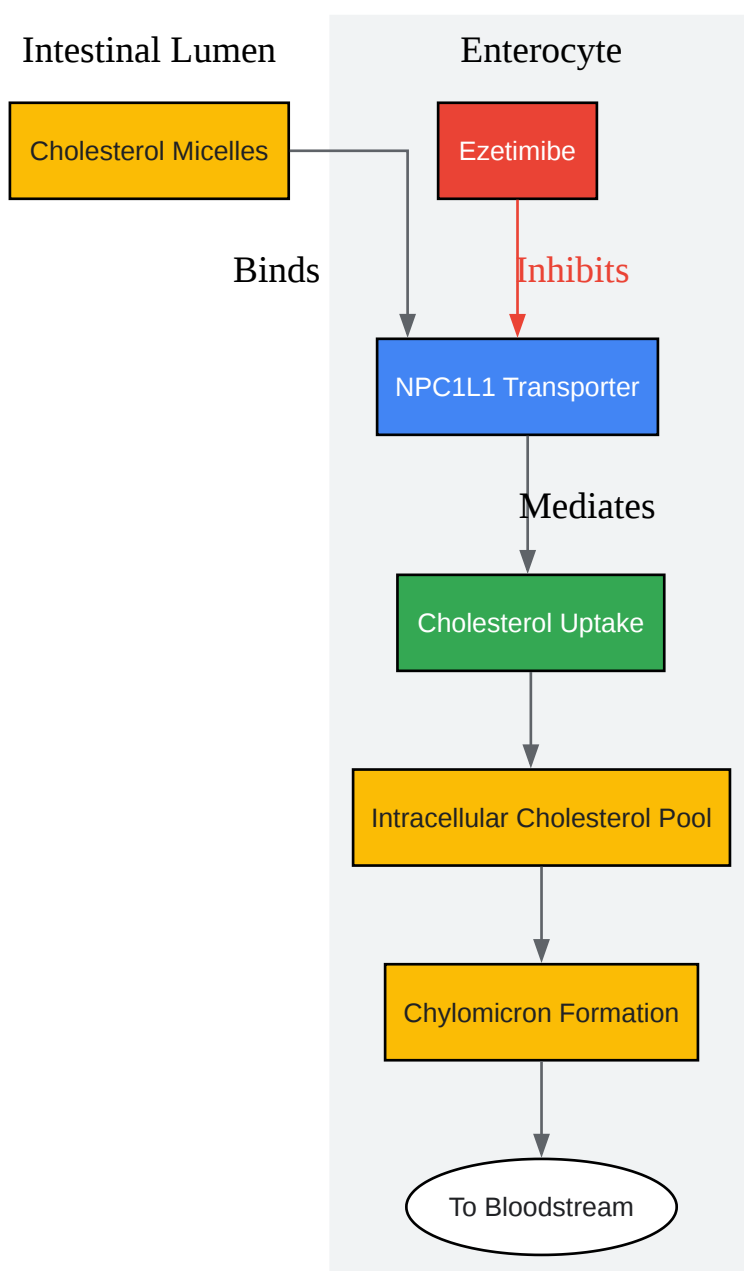 Intestinal Lumen
Enterocyte
Cholesterol Micelles
Ezetimibe
Binds
Inhibits
NPC1L1 Transporter
Mediates
Cholesterol Uptake
Intracellular Cholesterol Pool
Chylomicron Formation
To Bloodstream